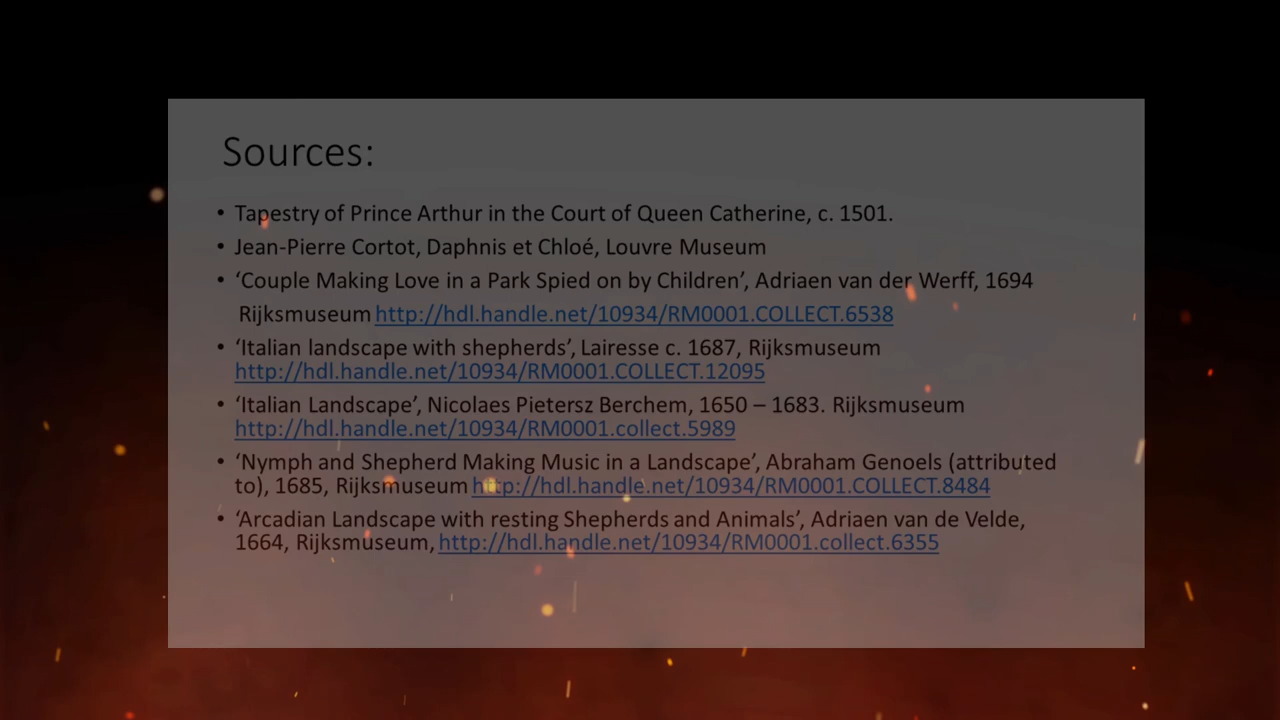 Sources:
• Tapestry of Prince Arthur in the Court of Queen Catherine, c. 1501.
• Jean-Pierre Cortot, Daphnis et Chloé, Louvre Museum
• ‘Couple Making Love in a Park Spied on by Children’, Adriaen van der Werff, 1694
Rijksmuseum http://hdl.handle.net/10934/RM0001.COLLECT.6538
• ‘Italian landscape with shepherds’, Lairesse c. 1687, Rijksmuseum
http://hdl.handle.net/10934/RM0001.COLLECT.12095
• ‘Italian Landscape’, Nicolaes Pietersz Berchem, 1650 – 1683. Rijksmuseum
http://hdl.handle.net/10934/RM0001.collect.5989
• ‘Nymph and Shepherd Making Music in a Landscape’, Abraham Genoels (attributed
to), 1685, Rijksmuseum http://hdl.handle.net/10934/RM0001.COLLECT.8484
• ‘Arcadian Landscape with resting Shepherds and Animals’, Adriaen van de Velde,
1664, Rijksmuseum, http://hdl.handle.net/10934/RM0001.collect.6355